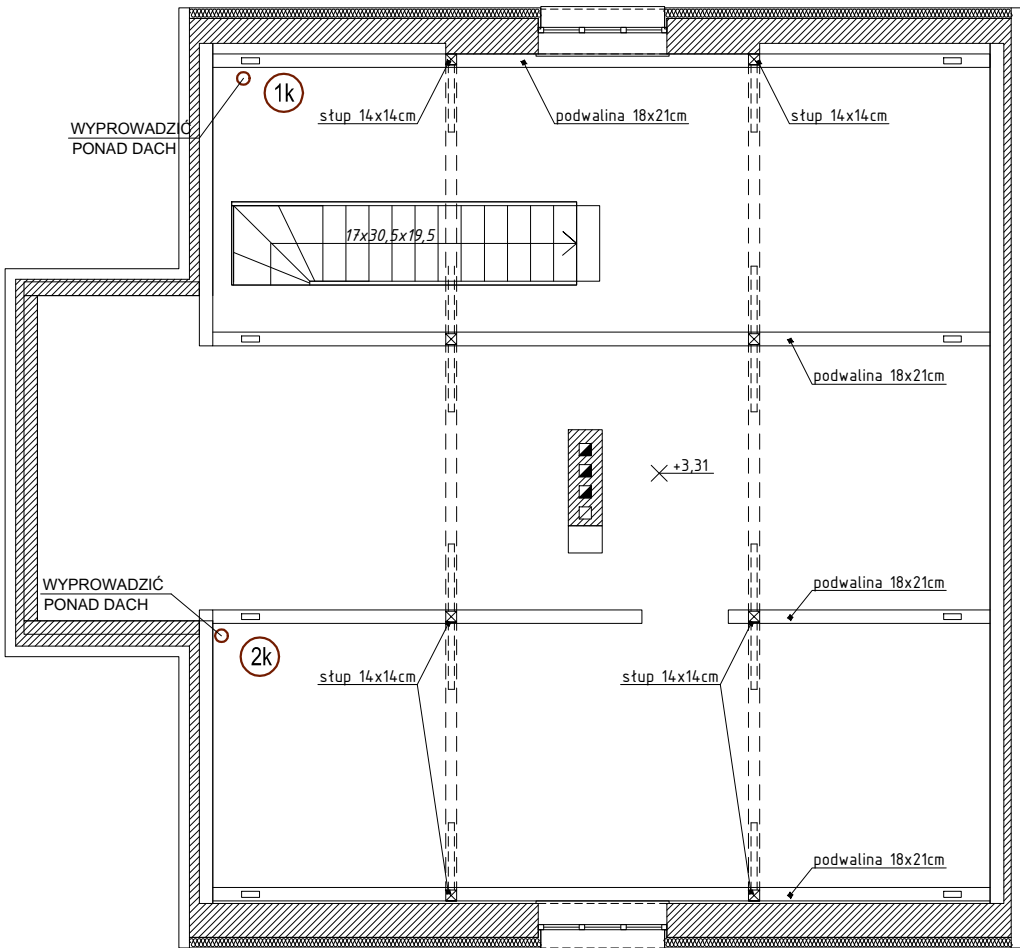 1k
słup 14x14cm
podwalina 18x21cm
słup 14x14cm
WYPROWADZIĆ
PONAD DACH
17x30,5x19,5
podwalina 18x21cm
+3,31
WYPROWADZIĆ
PONAD DACH
podwalina 18x21cm
2k
słup 14x14cm
słup 14x14cm
podwalina 18x21cm